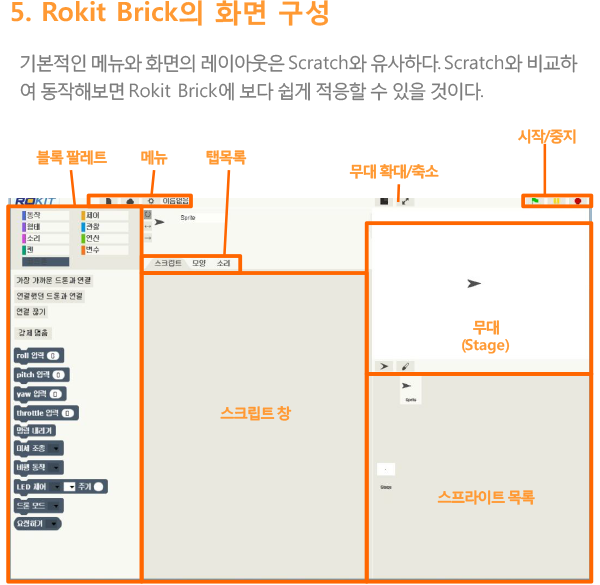 5. Rokit Brick의 화면 구성
기본적인 메뉴와 화면의 레이아웃은 Scratch와 유사하다. Scratch와 비교하
여 동작해보면 Rokit Brick에 보다 쉽게 적응할 수 있을 것이다.
시작/중지
블록 팔레트 메뉴 탭목록
무대 확대/축소
ROKIT 이름없음
동작 제어
형태 관찰
소리 연산
펜 변수
Sprite
스크립트 모양 소리
가장 가까운 드론과 연결
연결했던 드론과 연결
연결 끊기
강제 멈춤
roll 입력 0
pitch 입력 0
yaw 입력 0
throttle 입력 0
명령 내리기
미세 조종
비행 동작
LED 제어 주기
드론 모드
요청하기
스크립트 창
무대
(Stage)
Sprite
Stage
스프라이트 목록